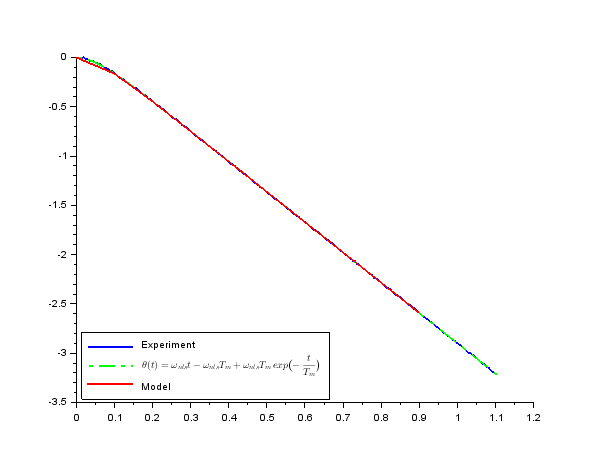 0
-0.5
-1
-1.5
-2
-2.5
-3
-3.5
Experiment
θ(t) = ω_{nls}t − ω_{nls}T_m + ω_{nls}T_m exp(−t/T_m)
Model
0 0.1 0.2 0.3 0.4 0.5 0.6 0.7 0.8 0.9 1 1.1 1.2